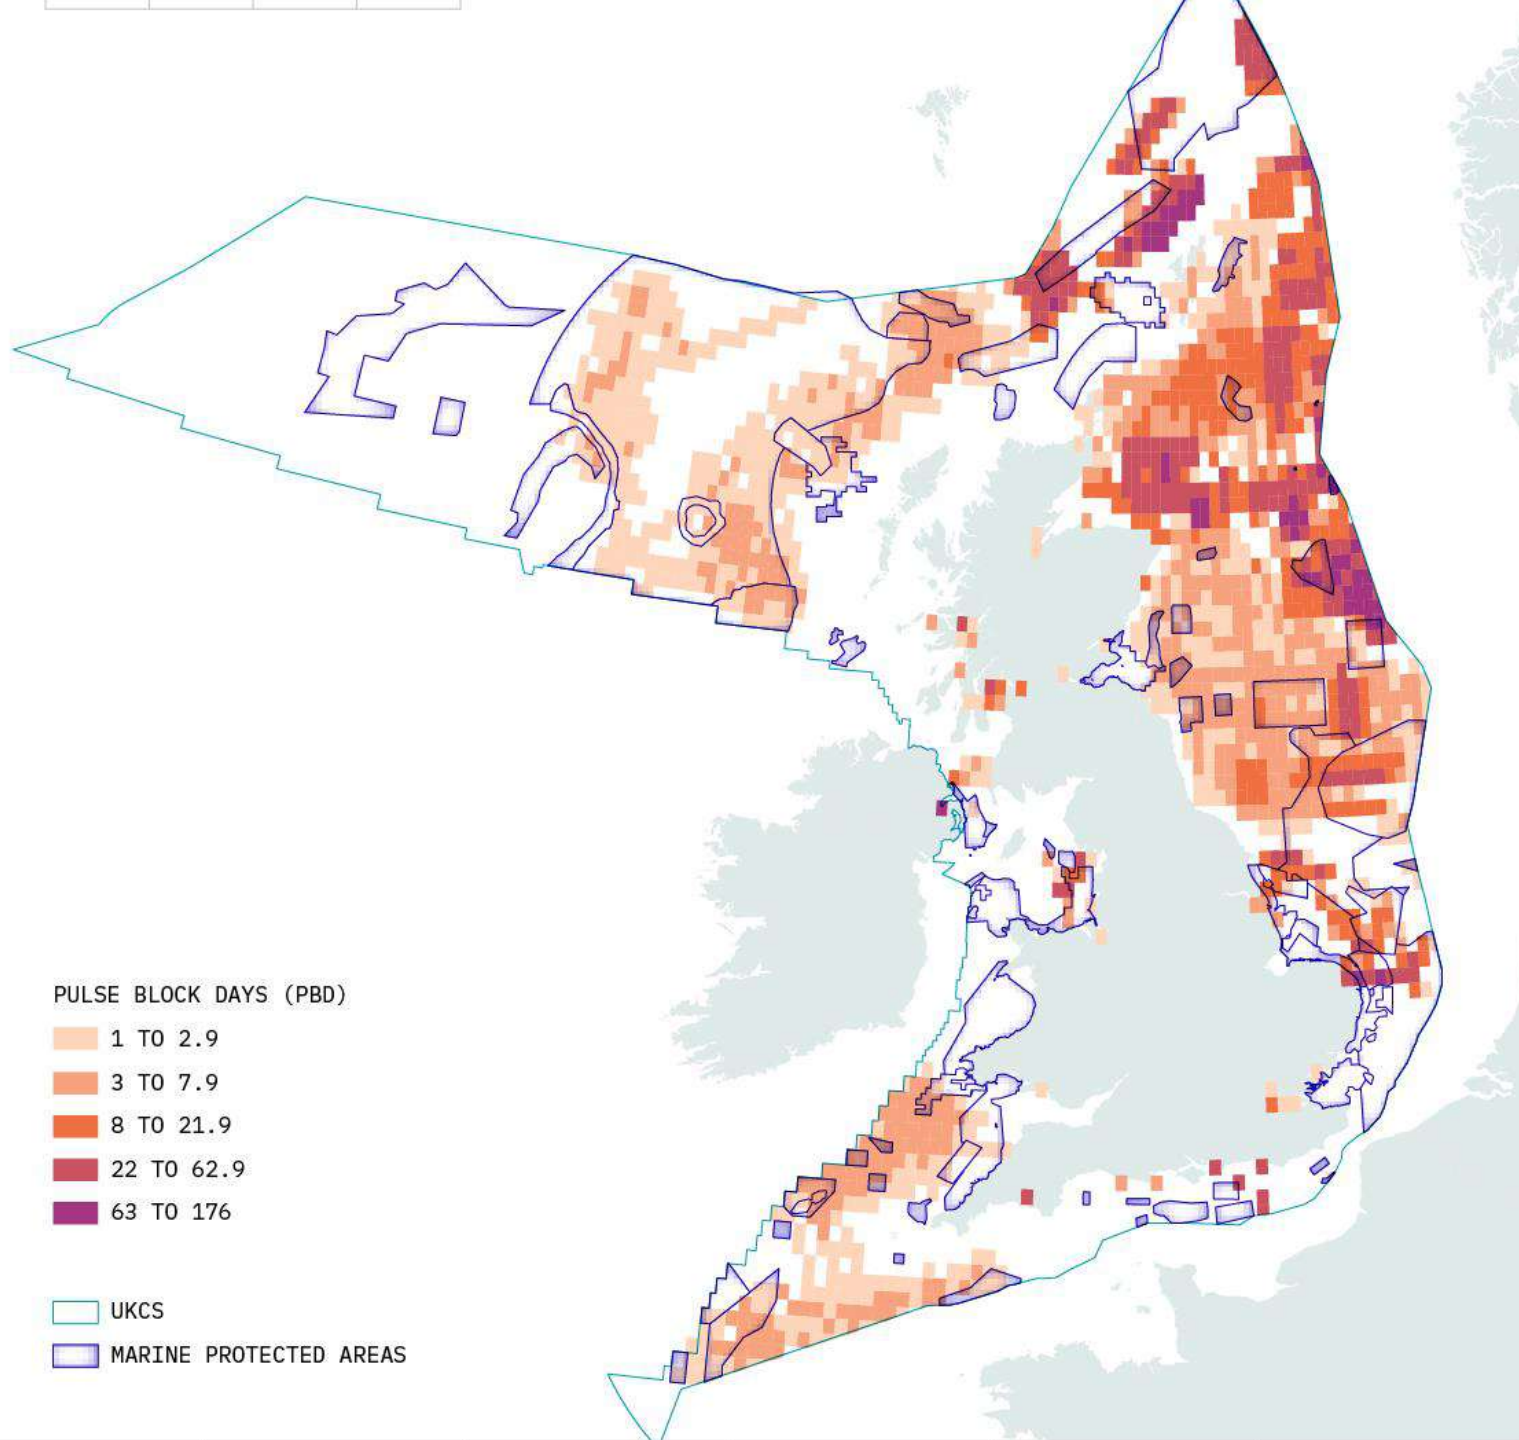 PULSE BLOCK DAYS (PBD)
1 TO 2.9
3 TO 7.9
8 TO 21.9
22 TO 62.9
63 TO 176
UKCS
MARINE PROTECTED AREAS